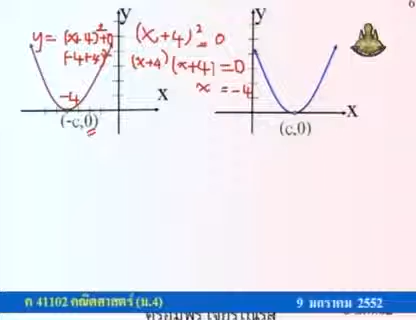 6
y
y = (x+4)² + 0
(-4+4)²
-4
(-c,0)
x
(x+4)² = 0
(x+4)(x+4) = 0
x = -4
y
x
(c,0)
ค 41102 คณิตศาสตร์ (ม.4)
9 มกราคม 2552